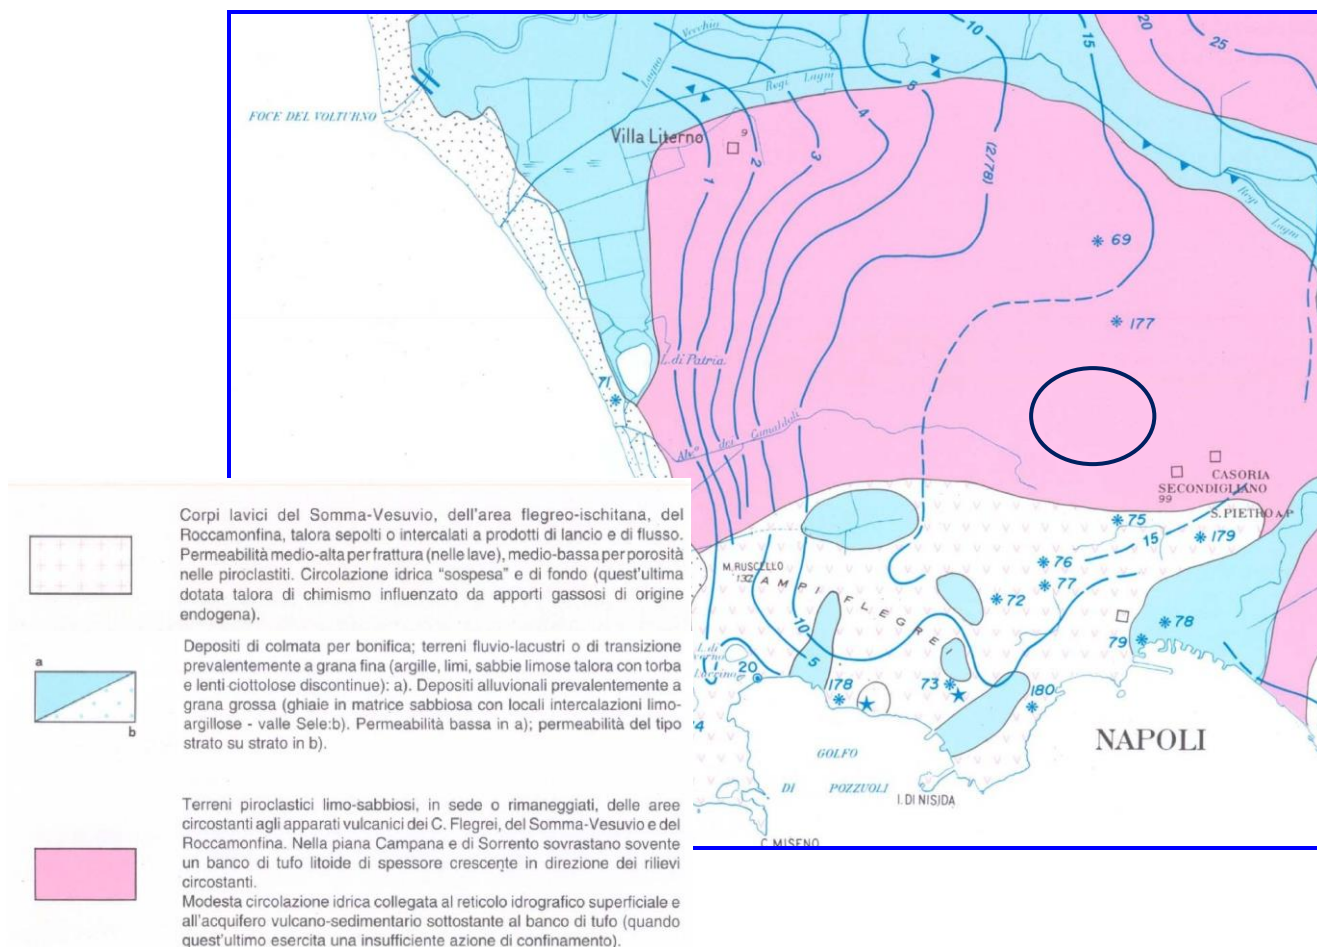 10
15
20
25
FOCE DEL VOLTURNO
Vecchio
Lagno
Regi Lagni
Villa Literno
9
1
2
3
4
5
(2/78)
Regi Lagni
69
177
L. di Patria
71
Alv.º dei Camaldoli
CASORIA
SECONDIGLIANO
99
S. PIETRO A P
75
15
179
76
77
72
M. RUSCELLO
132
CAMPI FLEGREI
78
79
10
5
20
178
73
180
NAPOLI
GOLFO
DI POZZUOLI
I. DI NISIDA
C. MISENO
Corpi lavici del Somma-Vesuvio, dell'area flegreo-ischitana, del
Roccamonfina, talora sepolti o intercalati a prodotti di lancio e di flusso.
Permeabilità medio-alta per frattura (nelle lave), medio-bassa per porosità
nelle piroclastiti. Circolazione idrica "sospesa" e di fondo (quest'ultima
dotata talora di chimismo influenzato da apporti gassosi di origine
endogena).
a
b
Depositi di colmata per bonifica; terreni fluvio-lacustri o di transizione
prevalentemente a grana fina (argille, limi, sabbie limose talora con torba
e lenti ciottolose discontinue): a). Depositi alluvionali prevalentemente a
grana grossa (ghiaie in matrice sabbiosa con locali intercalazioni limo-
argillose - valle Sele:b). Permeabilità bassa in a); permeabilità del tipo
strato su strato in b).
Terreni piroclastici limo-sabbiosi, in sede o rimaneggiati, delle aree
circostanti agli apparati vulcanici dei C. Flegrei, del Somma-Vesuvio e del
Roccamonfina. Nella piana Campana e di Sorrento sovrastano sovente
un banco di tufo litoide di spessore crescente in direzione dei rilievi
circostanti.
Modesta circolazione idrica collegata al reticolo idrografico superficiale e
all'acquifero vulcano-sedimentario sottostante al banco di tufo (quando
quest'ultimo esercita una insufficiente azione di confinamento).